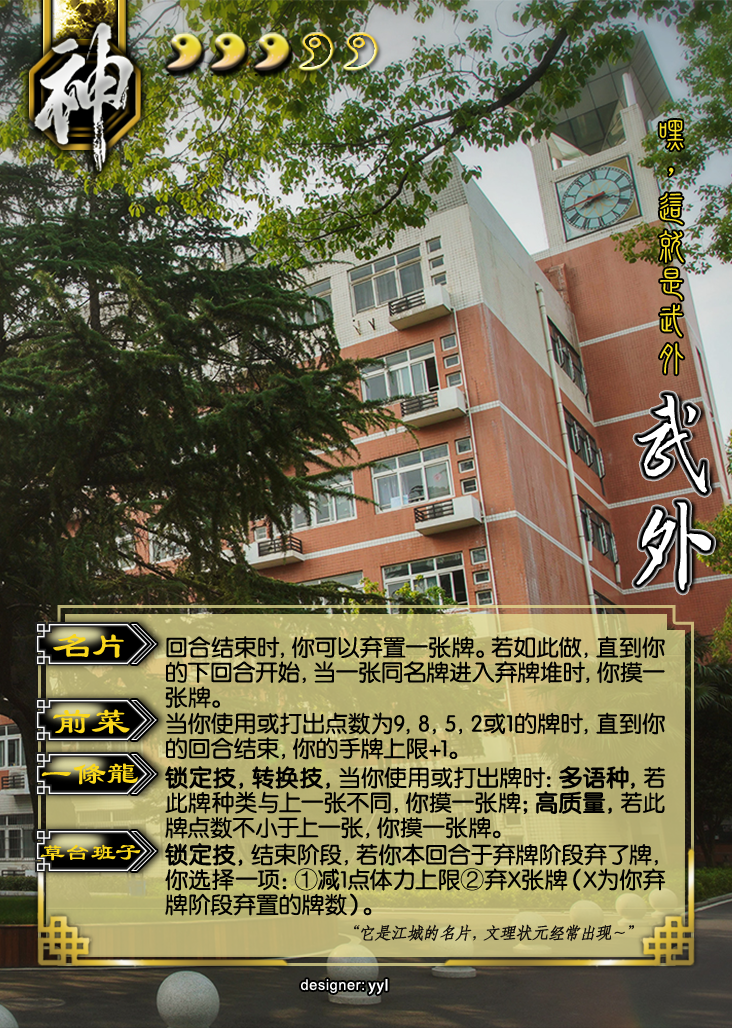 神
嘿，這就是武外
武外
名片
回合结束时，你可以弃置一张牌。若如此做，直到你
的下回合开始，当一张同名牌进入弃牌堆时，你摸一
张牌。
前菜
当你使用或打出点数为9，8，5，2或1的牌时，直到你
的回合结束，你的手牌上限+1。
一條龍
锁定技，转换技，当你使用或打出牌时：多语种，若
此牌种类与上一张不同，你摸一张牌；高质量，若此
牌点数不小于上一张，你摸一张牌。
草台班子
锁定技，结束阶段，若你本回合于弃牌阶段弃了牌，
你选择一项：①减1点体力上限②弃X张牌（X为你弃
牌阶段弃置的牌数）。
“它是江城的名片，文理状元经常出现~”
designer: yyl